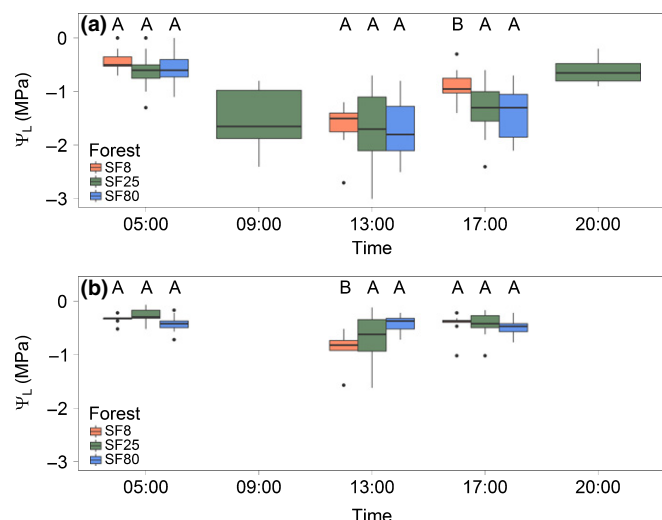 (a) A A A A A A B A A
0
−1
−2
−3
ΨL (MPa)
Forest
SF8
SF25
SF80
05:00 09:00 13:00 17:00 20:00
Time
(b) A A A B A A A A A
0
−1
−2
−3
ΨL (MPa)
Forest
SF8
SF25
SF80
05:00 09:00 13:00 17:00 20:00
Time